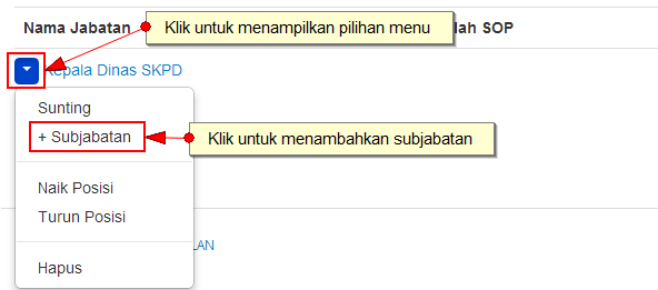 Nama Jabatan Klik untuk menampilkan pilihan menu lah SOP
Kepala Dinas SKPD
Sunting
+ Subjabatan Klik untuk menambahkan subjabatan
Naik Posisi
Turun Posisi
LAN
Hapus